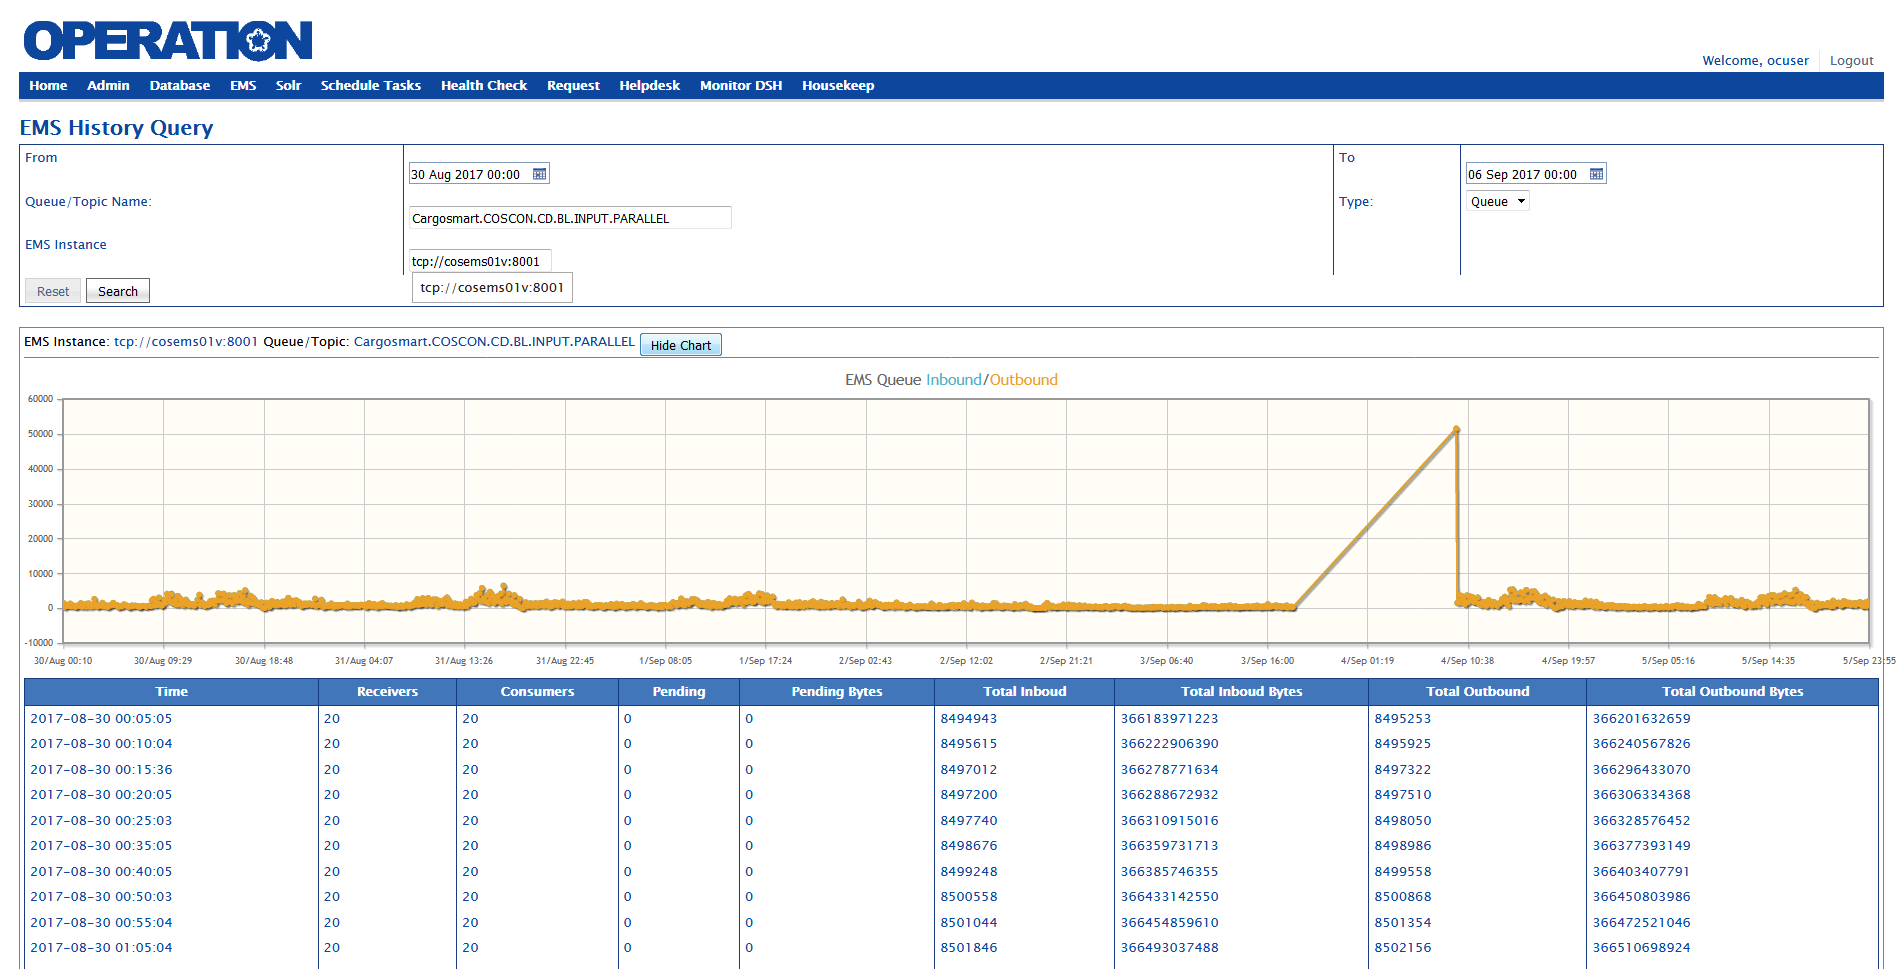 OPERATION
Welcome, ocuser Logout
Home Admin Database EMS Solr Schedule Tasks Health Check Request Helpdesk Monitor DSH Housekeep
EMS History Query
From 30 Aug 2017 00:00 To 06 Sep 2017 00:00
Queue/Topic Name: Cargosmart.COSCON.CD.BL.INPUT.PARALLEL Type: Queue
EMS Instance tcp://cosems01v:8001
Reset Search tcp://cosems01v:8001
EMS Instance: tcp://cosems01v:8001 Queue/Topic: Cargosmart.COSCON.CD.BL.INPUT.PARALLEL Hide Chart
EMS Queue Inbound/Outbound
60000
50000
40000
30000
20000
10000
0
-10000
30/Aug 00:10 30/Aug 09:29 30/Aug 18:48 31/Aug 04:07 31/Aug 13:26 31/Aug 22:45 1/Sep 08:05 1/Sep 17:24 2/Sep 02:43 2/Sep 12:02 2/Sep 21:21 3/Sep 06:40 3/Sep 16:00 4/Sep 01:19 4/Sep 10:38 4/Sep 19:57 5/Sep 05:16 5/Sep 14:35 5/Sep 23:55
Time Receivers Consumers Pending Pending Bytes Total Inboud Total Inboud Bytes Total Outbound Total Outbound Bytes
2017-08-30 00:05:05 20 20 0 0 8494943 366183971223 8495253 366201632659
2017-08-30 00:10:04 20 20 0 0 8495615 366222906390 8495925 366240567826
2017-08-30 00:15:36 20 20 0 0 8497012 366278771634 8497322 366296433070
2017-08-30 00:20:05 20 20 0 0 8497200 366288672932 8497510 366306334368
2017-08-30 00:25:03 20 20 0 0 8497740 366310915016 8498050 366328576452
2017-08-30 00:35:05 20 20 0 0 8498676 366359731713 8498986 366377393149
2017-08-30 00:40:05 20 20 0 0 8499248 366385746355 8499558 366403407791
2017-08-30 00:50:03 20 20 0 0 8500558 366433142550 8500868 366450803986
2017-08-30 00:55:04 20 20 0 0 8501044 366454859610 8501354 366472521046
2017-08-30 01:05:04 20 20 0 0 8501846 366493037488 8502156 366510698924